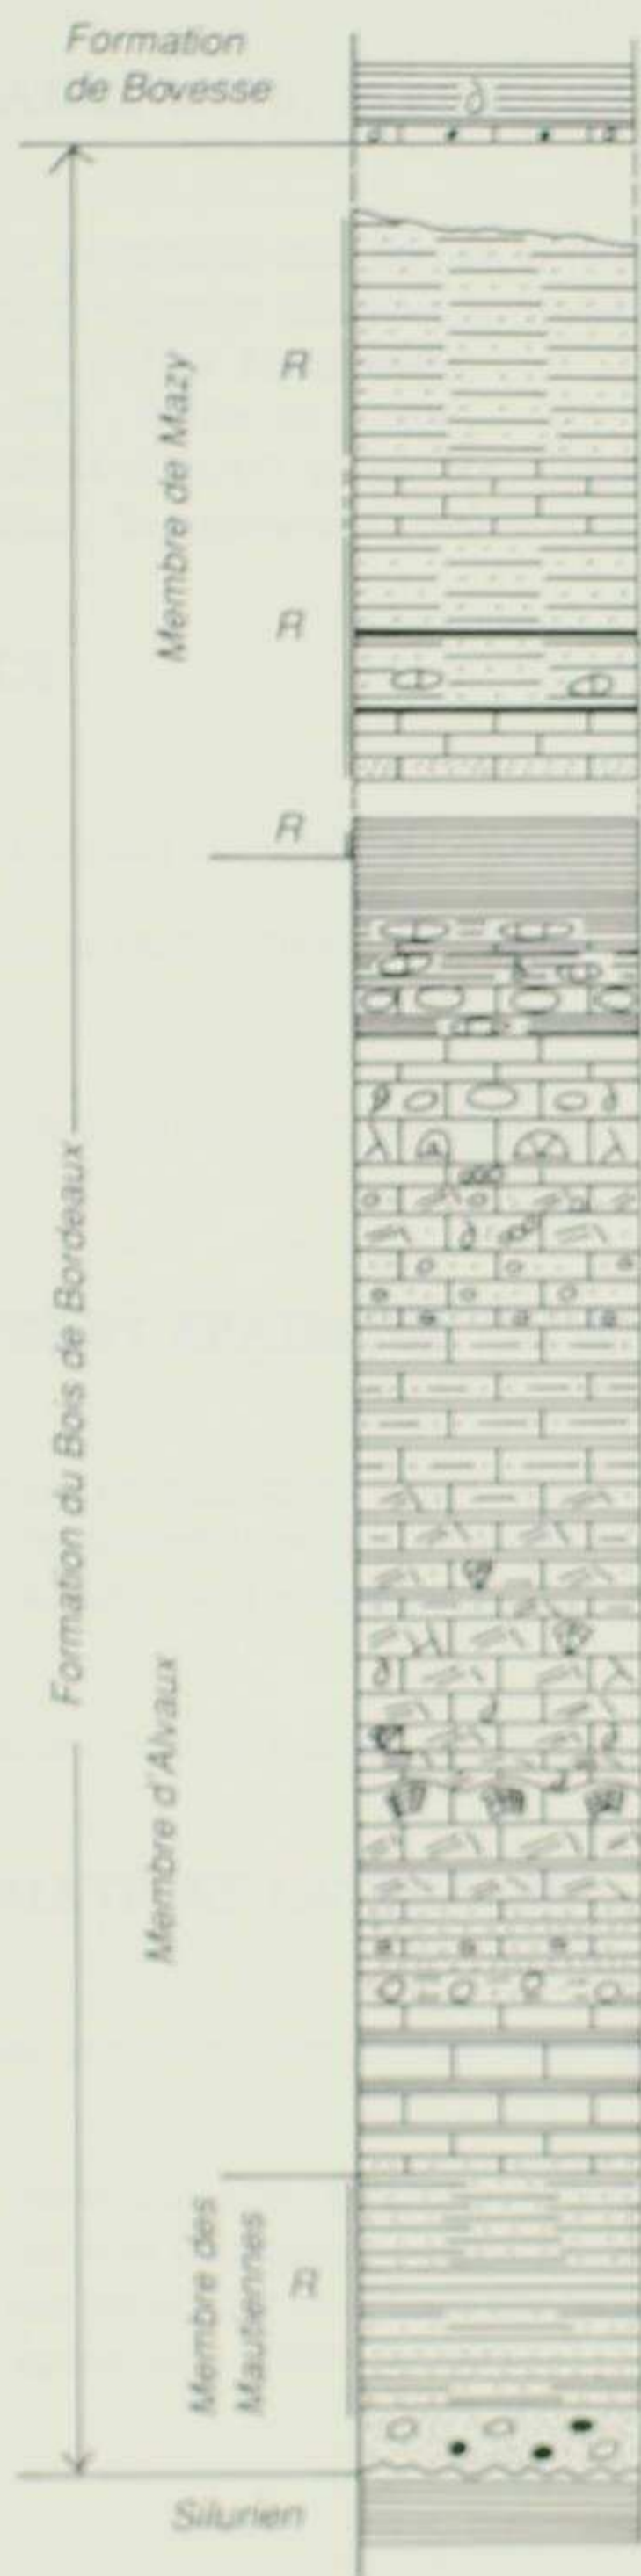 Formation
de Bovesse
R
Membre de Mazy
R
R
Formation du Bois de Bordeaux
Membre d'Alvaux
Membre des
Mautiennes
R
Silurien